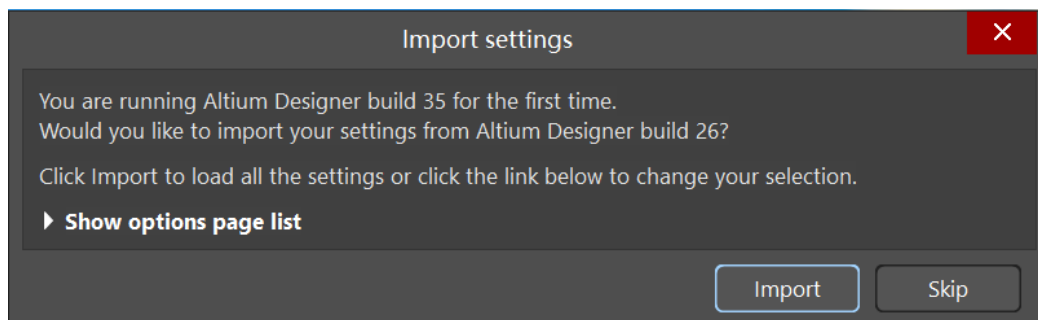 Import settings
You are running Altium Designer build 35 for the first time.
Would you like to import your settings from Altium Designer build 26?
Click Import to load all the settings or click the link below to change your selection.
Show options page list
Import Skip